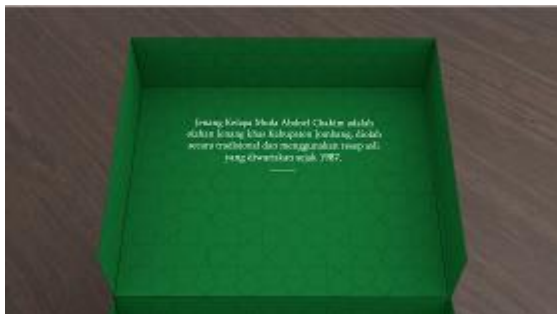 Jenang Kelapa Muda Abdoel Chakim adalah
olahan Jenang khas Kabupaten Jombang, diolah
secara tradisional dan menggunakan resep asli
yang diwariskan sejak 1987.